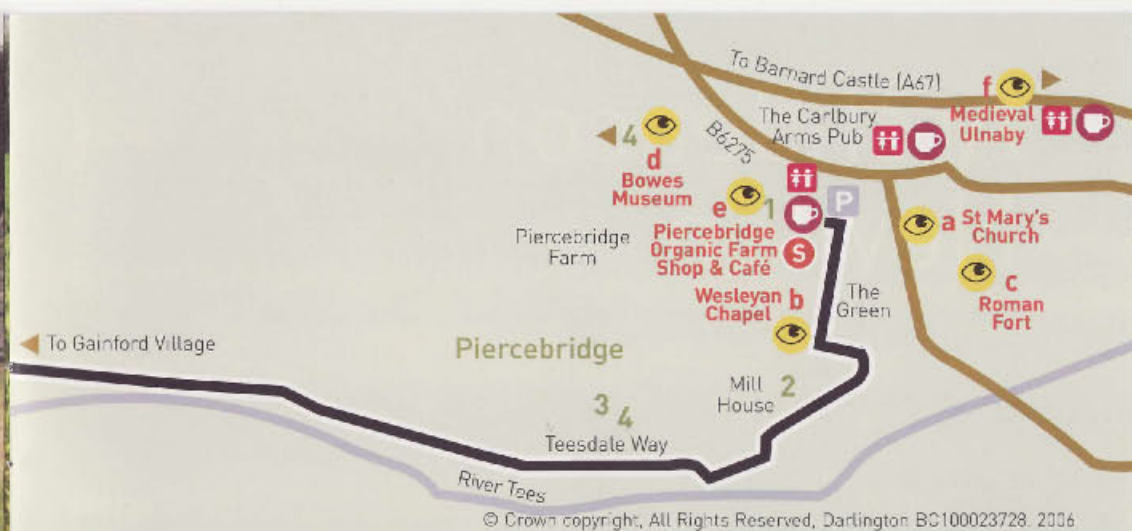 To Barnard Castle (A67)
f
Medieval
Ulnaby
The Carlbury
Arms Pub
B6275
4
d
Bowes
Museum
P
e
1
Piercebridge
Organic Farm
Shop & Café
S
a
St Mary's
Church
Piercebridge
Farm
c
Roman
Fort
Wesleyan
Chapel
b
The
Green
To Gainford Village
Piercebridge
Mill
House
2
3
4
Teesdale Way
River Tees
© Crown copyright, All Rights Reserved, Darlington BC100023728, 2006